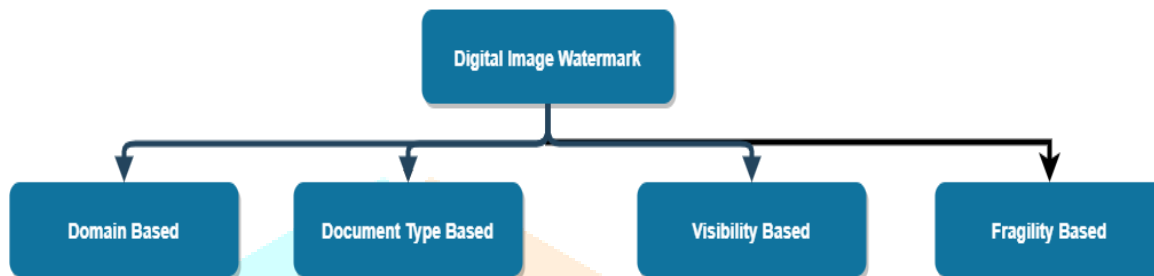 Digital Image Watermark
Domain Based
Document Type Based
Visibility Based
Fragility Based